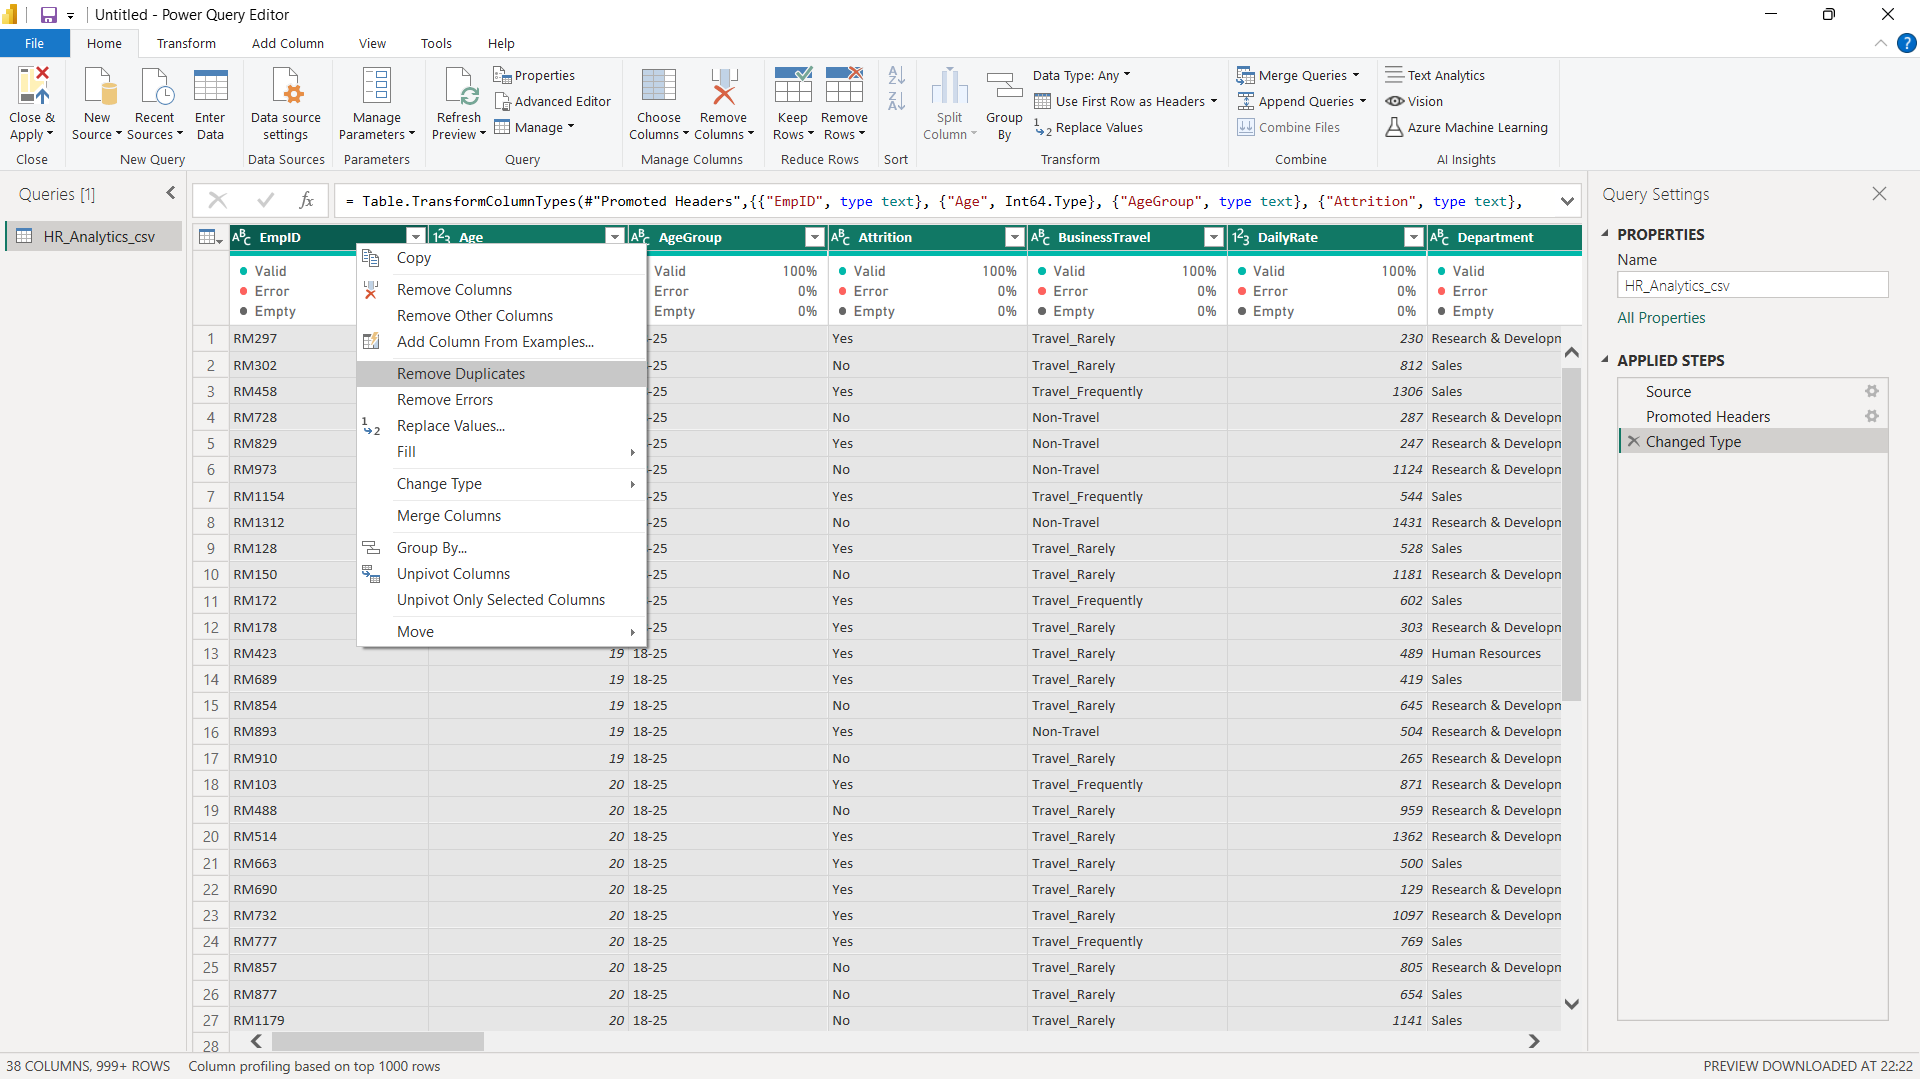 Untitled - Power Query Editor
File
Home
Transform
Add Column
View
Tools
Help
Close &
Apply
Close
New
Source
Recent
Sources
Enter
Data
New Query
Data source
settings
Data Sources
Manage
Parameters
Parameters
Refresh
Preview
Properties
Advanced Editor
Manage
Query
Choose
Columns
Remove
Columns
Manage Columns
Keep
Rows
Remove
Rows
Reduce Rows
Sort
Split
Column
Group
By
Data Type: Any
Use First Row as Headers
Replace Values
Transform
Merge Queries
Append Queries
Combine Files
Combine
Text Analytics
Vision
Azure Machine Learning
AI Insights
Queries [1]
HR_Analytics_csv
fx
= Table.TransformColumnTypes(#"Promoted Headers",{{"EmpID", type text}, {"Age", Int64.Type}, {"AgeGroup", type text}, {"Attrition", type text},
EmpID Age AgeGroup Attrition BusinessTravel DailyRate Department
Valid Valid 100% Valid 100% Valid 100% Valid 100% Valid
Error Error 0% Error 0% Error 0% Error 0% Error
Empty Empty 0% Empty 0% Empty 0% Empty 0% Empty
1 RM297 -25 Yes Travel_Rarely 230 Research & Developm
2 RM302 -25 No Travel_Rarely 812 Sales
3 RM458 -25 Travel_Frequently 1306 Sales
4 RM728 -25 No Non-Travel 287 Research & Developm
5 RM829 -25 Yes Non-Travel 247 Research & Developm
6 RM973 -25 No Non-Travel 1124 Research & Developm
7 RM1154 -25 Yes Travel_Frequently 544 Sales
8 RM1312 -25 No Non-Travel 1431 Research & Developm
9 RM128 -25 Yes Travel_Rarely 528 Sales
10 RM150 -25 No Travel_Rarely 1181 Research & Developm
11 RM172 -25 Yes Travel_Frequently 602 Sales
12 RM178 -25 Yes Travel_Rarely 303 Research & Developm
13 RM423 19 18-25 Yes Travel_Rarely 489 Human Resources
14 RM689 19 18-25 Yes Travel_Rarely 419 Sales
15 RM854 19 18-25 No Travel_Rarely 645 Research & Developm
16 RM893 19 18-25 Yes Non-Travel 504 Research & Developm
17 RM910 19 18-25 No Travel_Rarely 265 Research & Developm
18 RM103 20 18-25 Yes Travel_Frequently 871 Research & Developm
19 RM488 20 18-25 No Travel_Rarely 959 Research & Developm
20 RM514 20 18-25 Yes Travel_Rarely 1362 Research & Developm
21 RM663 20 18-25 Yes Travel_Rarely 500 Sales
22 RM690 20 18-25 Yes Travel_Rarely 129 Research & Developm
23 RM732 20 18-25 Yes Travel_Rarely 1097 Research & Developm
24 RM777 20 18-25 Yes Travel_Frequently 769 Sales
25 RM857 20 18-25 No Travel_Rarely 805 Research & Developm
26 RM877 20 18-25 No Travel_Rarely 654 Sales
27 RM1179 20 18-25 No Travel_Rarely 1141 Sales
28
Copy
Remove Columns
Remove Other Columns
Add Column From Examples...
Remove Duplicates
Remove Errors
Replace Values...
Fill
Change Type
Merge Columns
Group By...
Unpivot Columns
Unpivot Only Selected Columns
Move
Query Settings
PROPERTIES
Name
HR_Analytics_csv
All Properties
APPLIED STEPS
Source
Promoted Headers
Changed Type
38 COLUMNS, 999+ ROWS
Column profiling based on top 1000 rows
PREVIEW DOWNLOADED AT 22:22